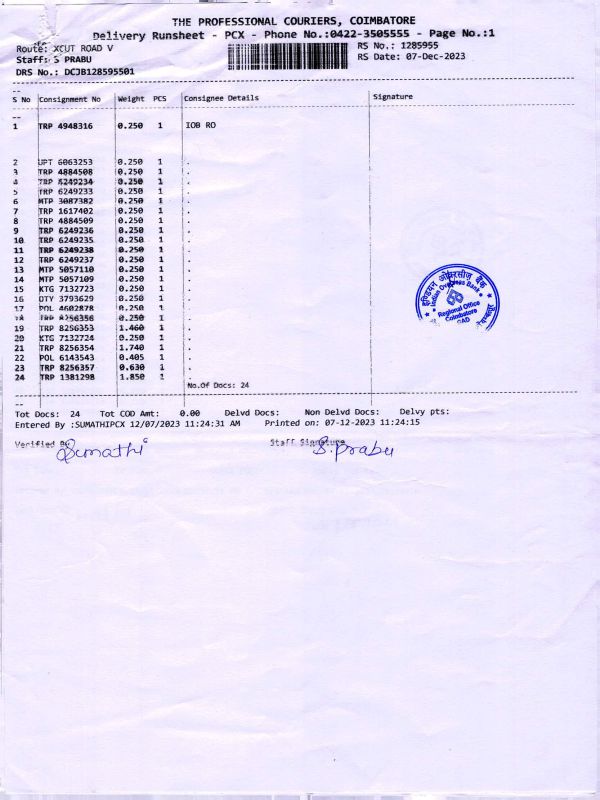 THE PROFESSIONAL COURIERS, COIMBATORE
Delivery Runsheet - PCX - Phone No.:0422-3505555 - Page No.:1
Route: XCUT ROAD V
RS No.: 1285955
Staff: S PRABU
RS Date: 07-Dec-2023
DRS No.: DCJB128595501
S No Consignment No Weight PCS Consignee Details Signature
1 TRP 4948316 0.250 1 IOB RO
2 UPT 6063253 0.250 1 .
3 TRP 4884508 0.250 1 .
4 TRP 6249234 0.250 1 .
5 TRP 6249233 0.250 1 .
6 MTP 3087382 0.250 1 .
7 TRP 1617402 0.250 1 .
8 TRP 4884509 0.250 1 .
9 TRP 6249236 0.250 1 .
10 TRP 6249235 0.250 1 .
11 TRP 6249238 0.250 1 .
12 TRP 6249237 0.250 1 .
13 MTP 5057110 0.250 1 .
14 MTP 5057109 0.250 1 .
15 KTG 7132723 0.250 1 .
16 OTY 3793629 0.250 1 .
17 POL 4602878 0.250 1 .
18 TRP 8256356 0.250 1 .
19 TRP 8296353 1.460 1 .
20 KTG 7132724 0.250 1 .
21 TRP 8256354 1.740 1 .
22 POL 6143543 0.405 1 .
23 TRP 8256357 0.630 1 .
24 TRP 1381298 1.850 1 .
No.Of Docs: 24
इण्डियन ओवरसीज़ बैंक
Indian Overseas Bank
Regional Office
Coimbatore
Tot Docs: 24 Tot COD Amt: 0.00 Delvd Docs: Non Delvd Docs: Delvy pts:
Entered By :SUMATHIPCX 12/07/2023 11:24:31 AM Printed on: 07-12-2023 11:24:15
Verified By Staff Signature
Sumathi S. Prabu